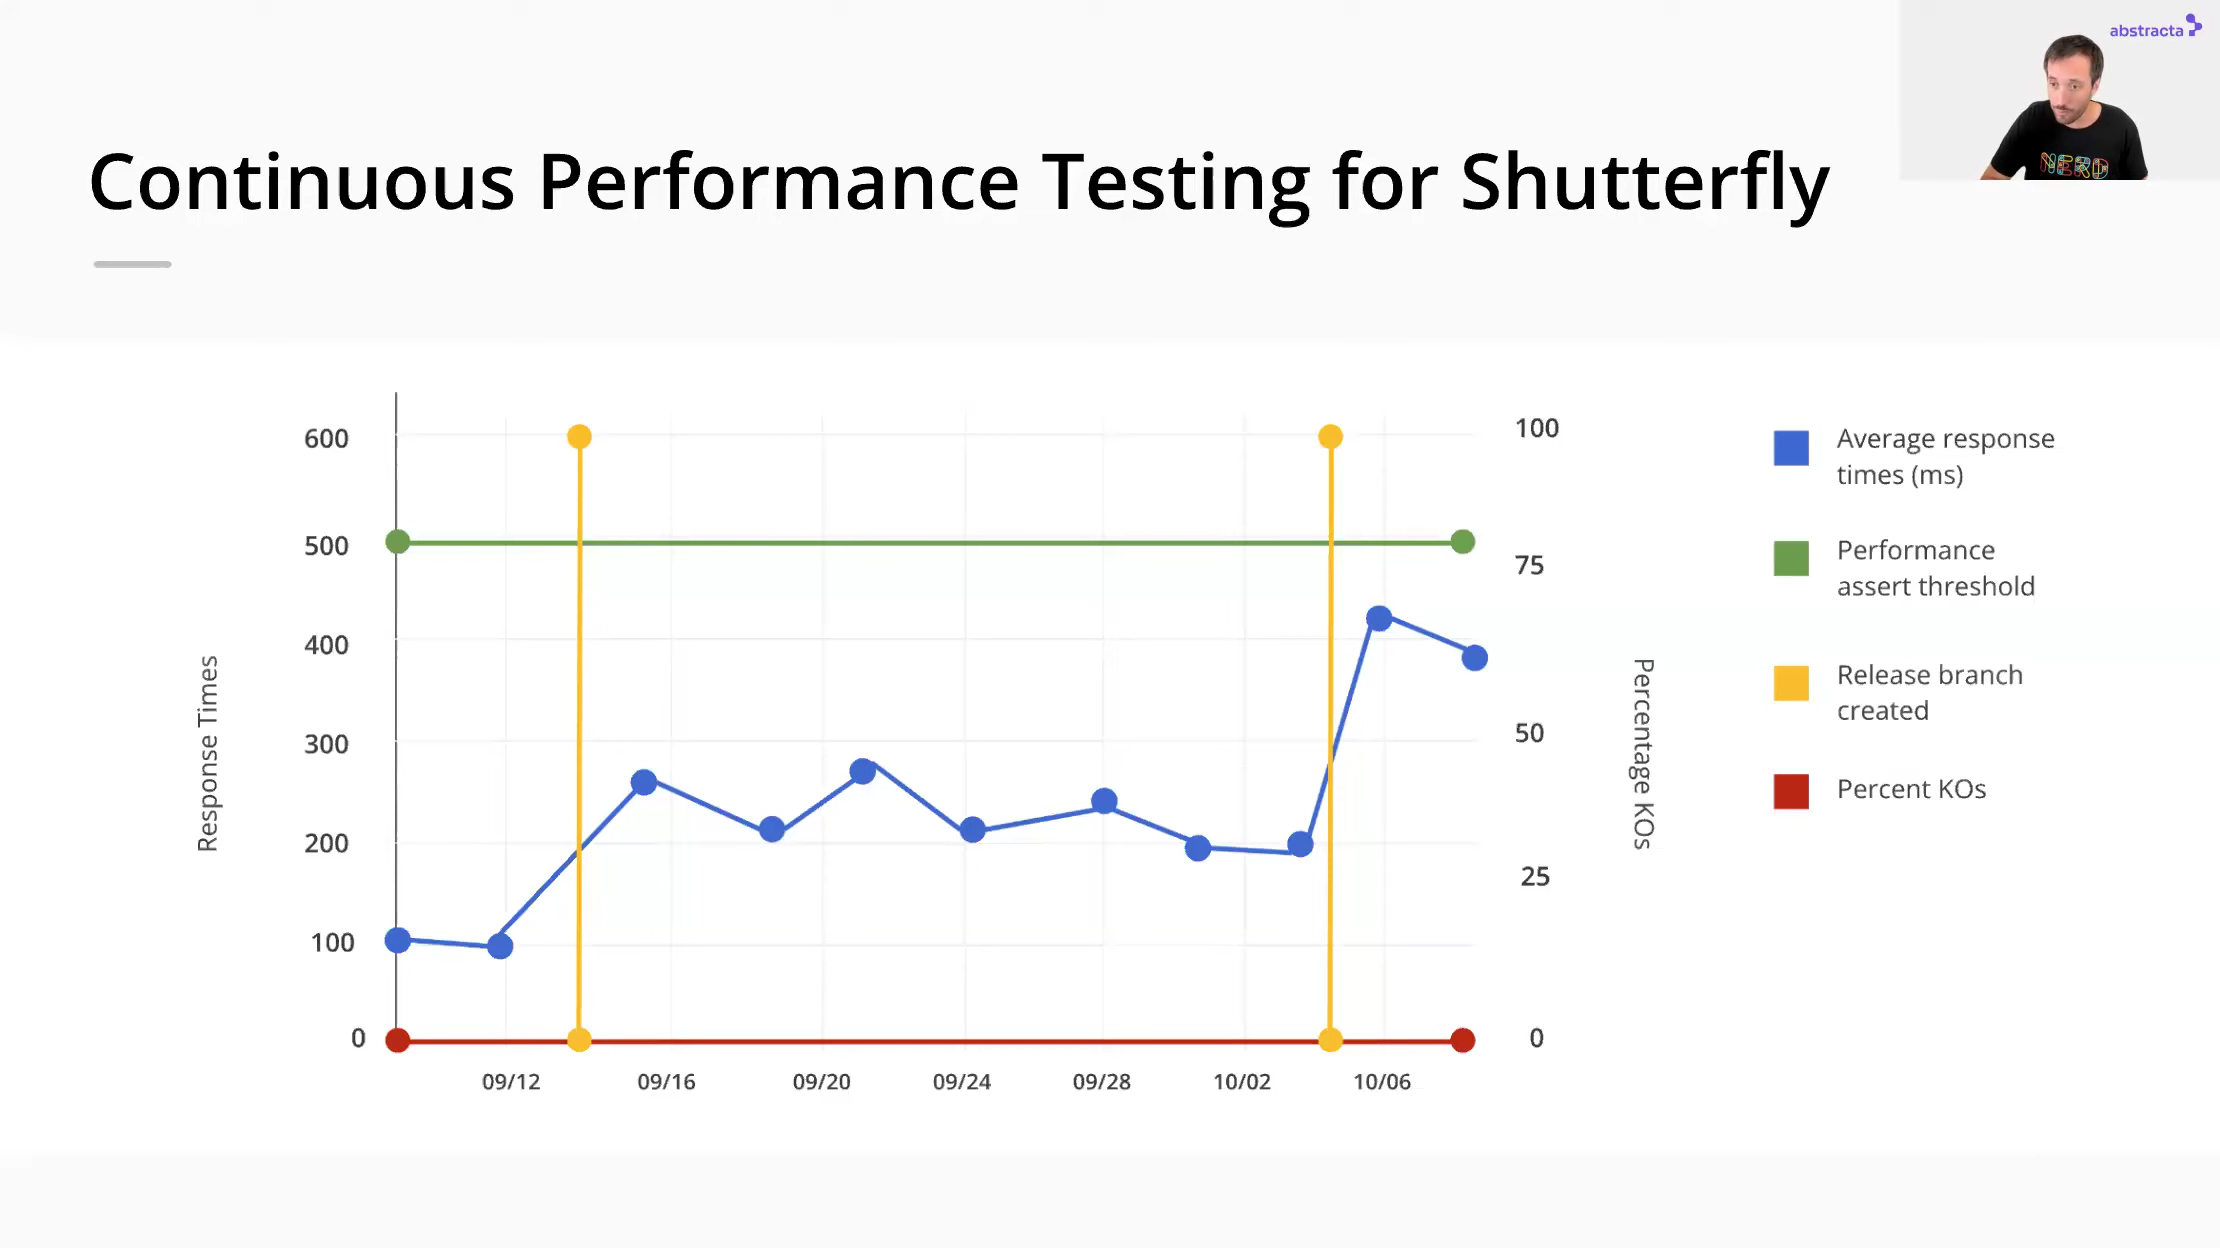 abstracta
NERD
Continuous Performance Testing for Shutterfly
600
500
400
300
200
100
0
Response Times
100
75
50
25
0
Percentage KOs
09/12
09/16
09/20
09/24
09/28
10/02
10/06
Average response
times (ms)
Performance
assert threshold
Release branch
created
Percent KOs